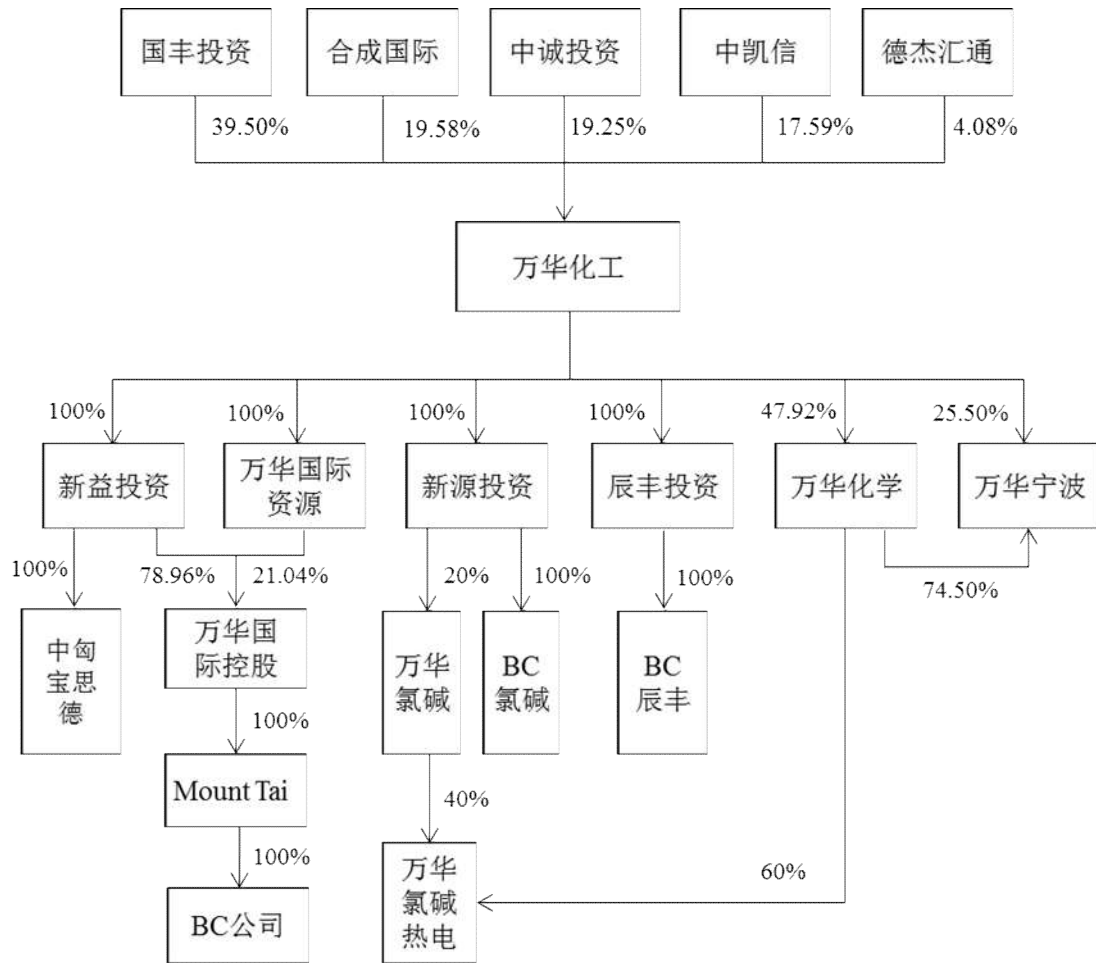 国丰投资
合成国际
中诚投资
中凯信
德杰汇通
39.50%
19.58%
19.25%
17.59%
4.08%
万华化工
100%
100%
100%
100%
47.92%
25.50%
新益投资
万华国际
资源
新源投资
辰丰投资
万华化学
万华宁波
100%
78.96%
21.04%
20%
100%
100%
74.50%
中匈
宝思
德
万华国
际控股
万华
氯碱
BC
氯碱
BC
辰丰
100%
Mount Tai
40%
100%
60%
BC公司
万华
氯碱
热电